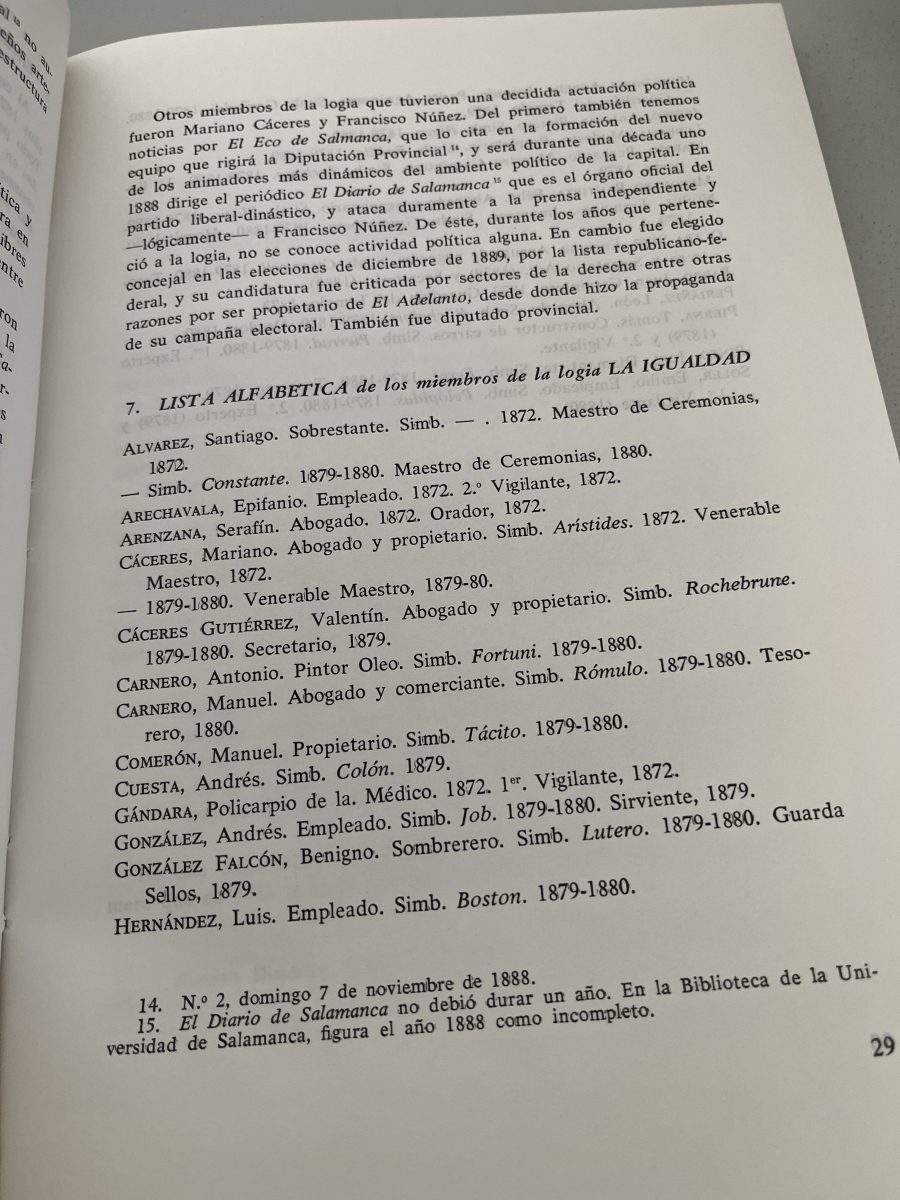 al
no au-
eños arte-
estructura
tica y
ra en
ibres
entre
ron
la
Otros miembros de la logia que tuvieron una decidida actuación política
fueron Mariano Cáceres y Francisco Núñez. Del primero también tenemos
noticias por El Eco de Salmanca, que lo cita en la formación del nuevo
equipo que rigirá la Diputación Provincial 14, y será durante una década uno
de los animadores más dinámicos del ambiente político de la capital. En
1888 dirige el periódico El Diario de Salamanca 15 que es el órgano oficial del
partido liberal-dinástico, y ataca duramente a la prensa independiente y
—lógicamente— a Francisco Núñez. De éste, durante los años que pertene-
ció a la logia, no se conoce actividad política alguna. En cambio fue elegido
concejal en las elecciones de diciembre de 1889, por la lista republicano-fe-
deral, y su candidatura fue criticada por sectores de la derecha entre otras
razones por ser propietario de El Adelanto, desde donde hizo la propaganda
de su campaña electoral. También fue diputado provincial.
7. LISTA ALFABETICA de los miembros de la logia LA IGUALDAD
ALVAREZ, Santiago. Sobrestante. Simb. — . 1872. Maestro de Ceremonias,
1872.
— Simb. Constante. 1879-1880. Maestro de Ceremonias, 1880.
ARECHAVALA, Epifanio. Empleado. 1872. 2.º Vigilante, 1872.
ARENZANA, Serafín. Abogado. 1872. Orador, 1872.
CÁCERES, Mariano. Abogado y propietario. Simb. Arístides. 1872. Venerable
Maestro, 1872.
— 1879-1880. Venerable Maestro, 1879-80.
CÁCERES GUTIÉRREZ, Valentín. Abogado y propietario. Simb. Rochebrune.
1879-1880. Secretario, 1879.
CARNERO, Antonio. Pintor Oleo. Simb. Fortuni. 1879-1880.
CARNERO, Manuel. Abogado y comerciante. Simb. Rómulo. 1879-1880. Teso-
rero, 1880.
COMERÓN, Manuel. Propietario. Simb. Tácito. 1879-1880.
CUESTA, Andrés. Simb. Colón. 1879.
GÁNDARA, Policarpio de la. Médico. 1872. 1er. Vigilante, 1872.
GONZÁLEZ, Andrés. Empleado. Simb. Job. 1879-1880. Sirviente, 1879.
GONZÁLEZ FALCÓN, Benigno. Sombrerero. Simb. Lutero. 1879-1880. Guarda
Sellos, 1879.
HERNÁNDEZ, Luis. Empleado. Simb. Boston. 1879-1880.
14. N.º 2, domingo 7 de noviembre de 1888.
15. El Diario de Salamanca no debió durar un año. En la Biblioteca de la Uni-
versidad de Salamanca, figura el año 1888 como incompleto.
29